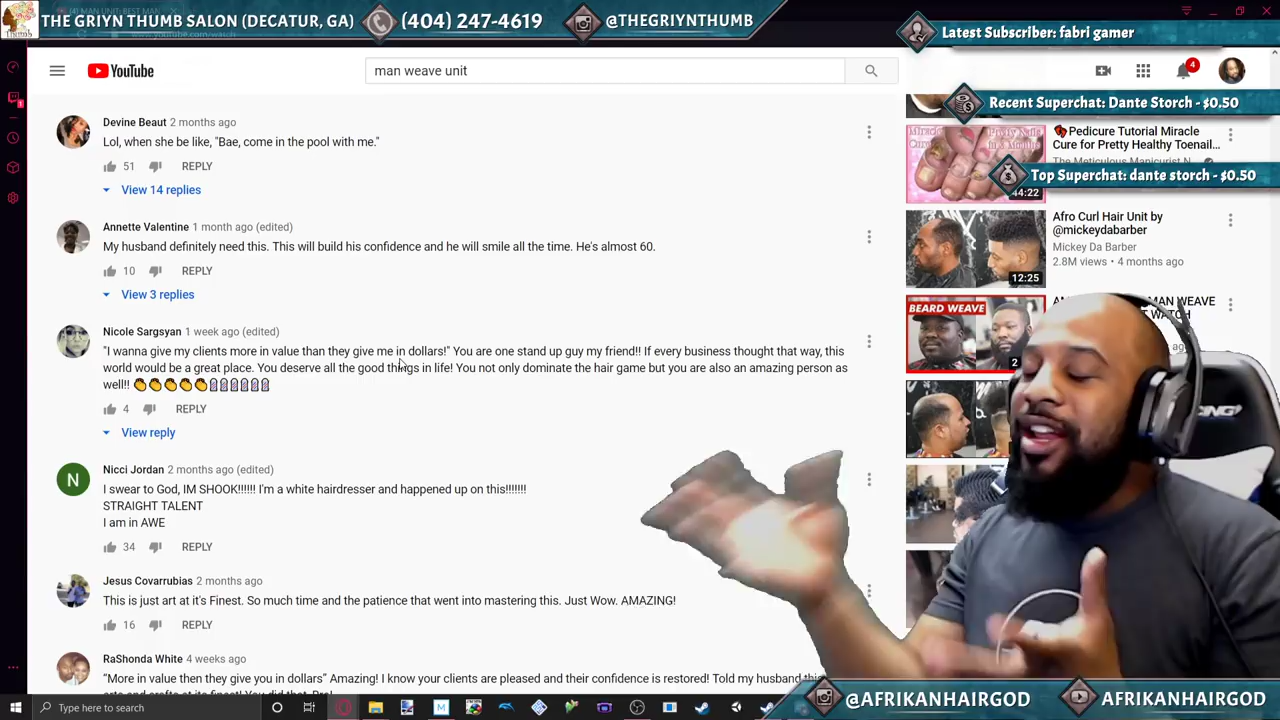 THE GRIYN THUMB SALON (DECATUR, GA)
(404) 247-4619
@THEGRIYNTHUMB
Latest Subscriber: fabri gamer
YouTube
man weave unit
4
Recent Superchat: Dante Storch - $0.50
Devine Beaut 2 months ago
Lol, when she be like, "Bae, come in the pool with me."
51 REPLY
View 14 replies
Annette Valentine 1 month ago (edited)
My husband definitely need this. This will build his confidence and he will smile all the time. He's almost 60.
10 REPLY
View 3 replies
Nicole Sargsyan 1 week ago (edited)
"I wanna give my clients more in value than they give me in dollars!" You are one stand up guy my friend!! If every business thought that way, this
world would be a great place. You deserve all the good things in life! You not only dominate the hair game but you are also an amazing person as
well!! 👏👏👏👏👏
4 REPLY
View reply
Nicci Jordan 2 months ago (edited)
N
I swear to God, IM SHOOK!!!!!! I'm a white hairdresser and happened up on this!!!!!!!
STRAIGHT TALENT
I am in AWE
34 REPLY
Jesus Covarrubias 2 months ago
This is just art at it's Finest. So much time and the patience that went into mastering this. Just Wow. AMAZING!
16 REPLY
RaShonda White 4 weeks ago
“More in value then they give you in dollars” Amazing! I know your clients are pleased and their confidence is restored! Told my husband this
Pedicure Tutorial Miracle
Cure for Pretty Healthy Toenail...
The Meticulous Manicurist
44:22
Top Superchat: dante storch - $0.50
Afro Curl Hair Unit by
@mickeydabarber
Mickey Da Barber
2.8M views • 4 months ago
12:25
MAN WEAVE
WATCH
BEARD WEAVE
Type here to search
@AFRIKANHAIRGOD
AFRIKANHAIRGOD